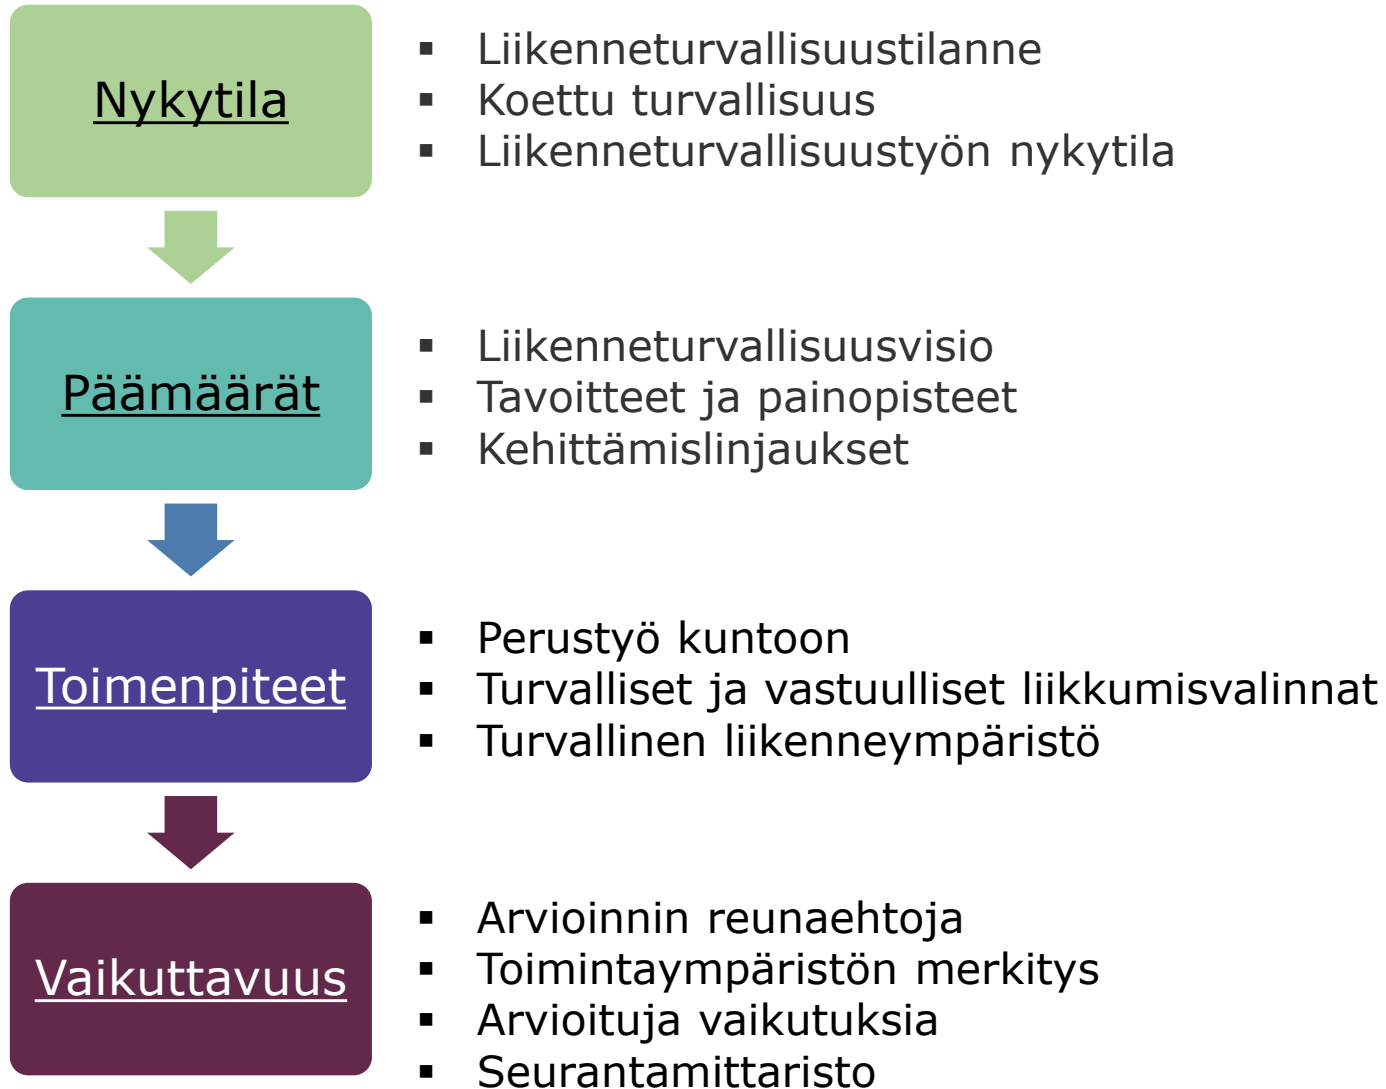 Nykytila
▪ Liikenneturvallisuustilanne
▪ Koettu turvallisuus
▪ Liikenneturvallisuustyön nykytila
Päämäärät
▪ Liikenneturvallisuusvisio
▪ Tavoitteet ja painopisteet
▪ Kehittämislinjaukset
Toimenpiteet
▪ Perustyö kuntoon
▪ Turvalliset ja vastuulliset liikkumisvalinnat
▪ Turvallinen liikenneympäristö
Vaikuttavuus
▪ Arvioinnin reunaehtoja
▪ Toimintaympäristön merkitys
▪ Arvioituja vaikutuksia
▪ Seurantamittaristo